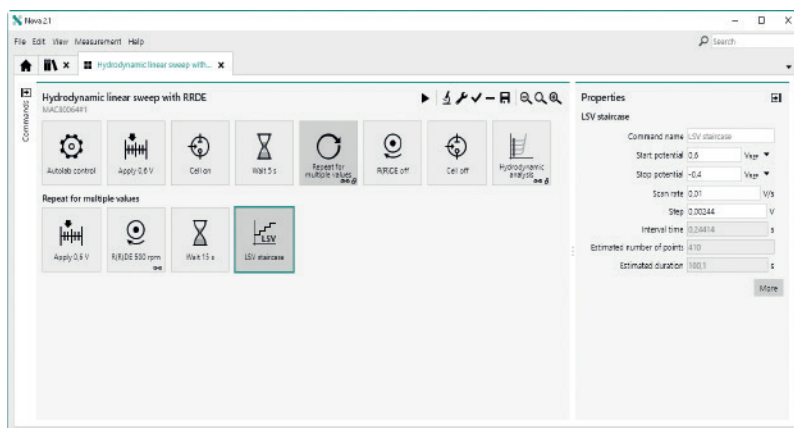 Nova 2.1
File Edit View Measurement Help
Search
Hydrodynamic linear sweep with...
Commands
Hydrodynamic linear sweep with RRDE
MAC80064#1
Autolab control
Apply 0,6 V
Cell on
Wait 5 s
Repeat for
multiple values
R(R)DE off
Cell off
Hydrodynamic
analysis
Repeat for multiple values
Apply 0,6 V
R(R)DE 500 rpm
Wait 15 s
LSV
LSV staircase
Properties
LSV staircase
Command name LSV staircase
Start potential 0,6 VREF
Stop potential -0,4 VREF
Scan rate 0,01 V/s
Step 0,00244 V
Interval time 0,24414 s
Estimated number of points 410
Estimated duration 100,1 s
More